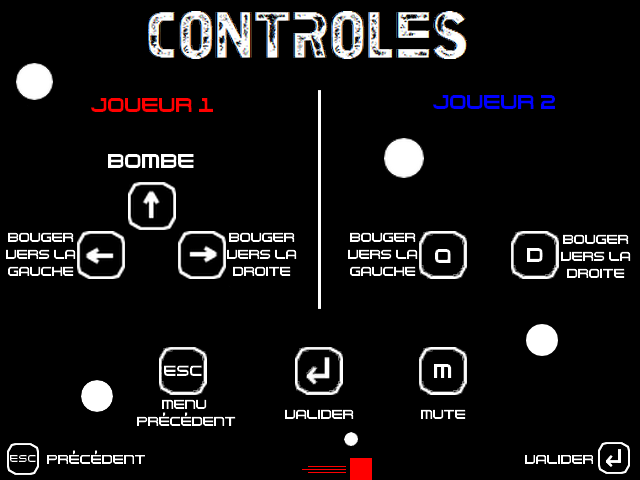 CONTROLES
JOUEUR 1
JOUEUR 2
BOMBE
BOUGER
VERS LA
GAUCHE
BOUGER
VERS LA
DROITE
BOUGER
VERS LA
GAUCHE
a
D
BOUGER
VERS LA
DROITE
ESC
MENU
PRÉCÉDENT
VALIDER
M
MUTE
ESC
PRÉCÉDENT
VALIDER